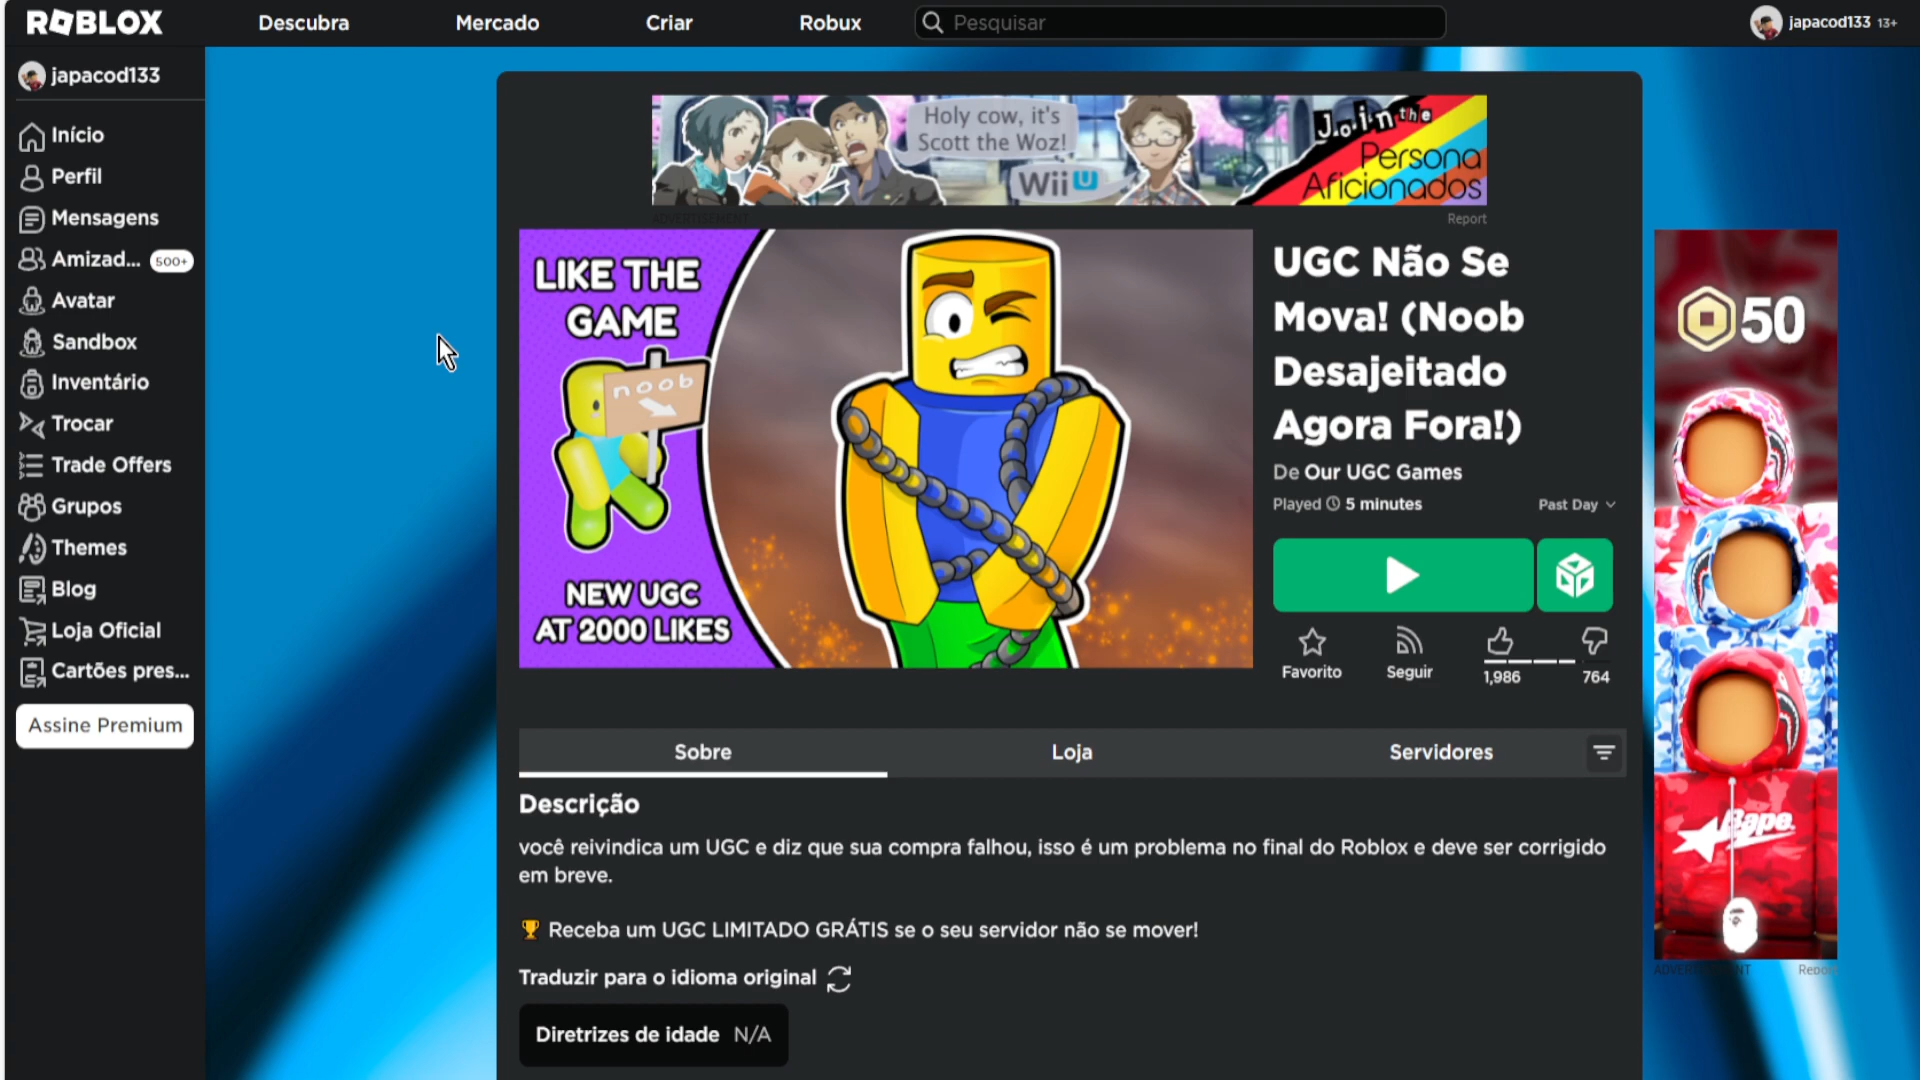 ROBLOX
Descubra
Mercado
Criar
Robux
Pesquisar
japacod133 13+
japacod133
Início
Perfil
Mensagens
Amizad... 500+
Avatar
Sandbox
Inventário
Trocar
Trade Offers
Grupos
Themes
Blog
Loja Oficial
Cartões pres...
Assine Premium
Holy cow, it's
Scott the Woz!
Wii U
Join the
Persona
Aficionados
ADVERTISEMENT
Report
LIKE THE
GAME
noob
NEW UGC
AT 2000 LIKES
UGC Não Se
Mova! (Noob
Desajeitado
Agora Fora!)
De Our UGC Games
Played 5 minutes
Past Day
Favorito
Seguir
1,986
764
Sobre
Loja
Servidores
Descrição
você reivindica um UGC e diz que sua compra falhou, isso é um problema no final do Roblox e deve ser corrigido
em breve.
🏆 Receba um UGC LIMITADO GRÁTIS se o seu servidor não se mover!
Traduzir para o idioma original
Diretrizes de idade N/A
50
Bape.
ADVERTISEMENT
Report